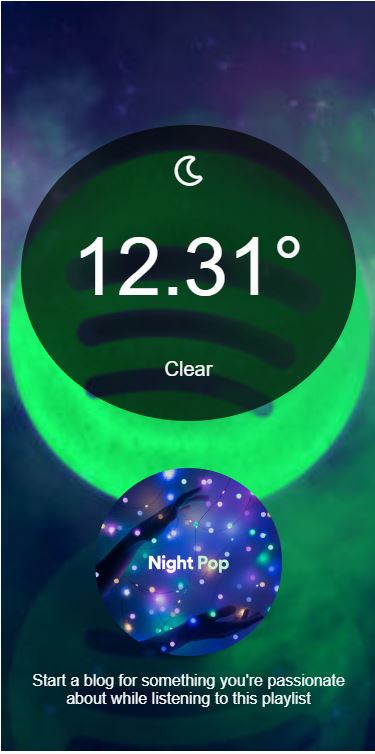 12.31°
Clear
Night Pop
Start a blog for something you're passionate
about while listening to this playlist